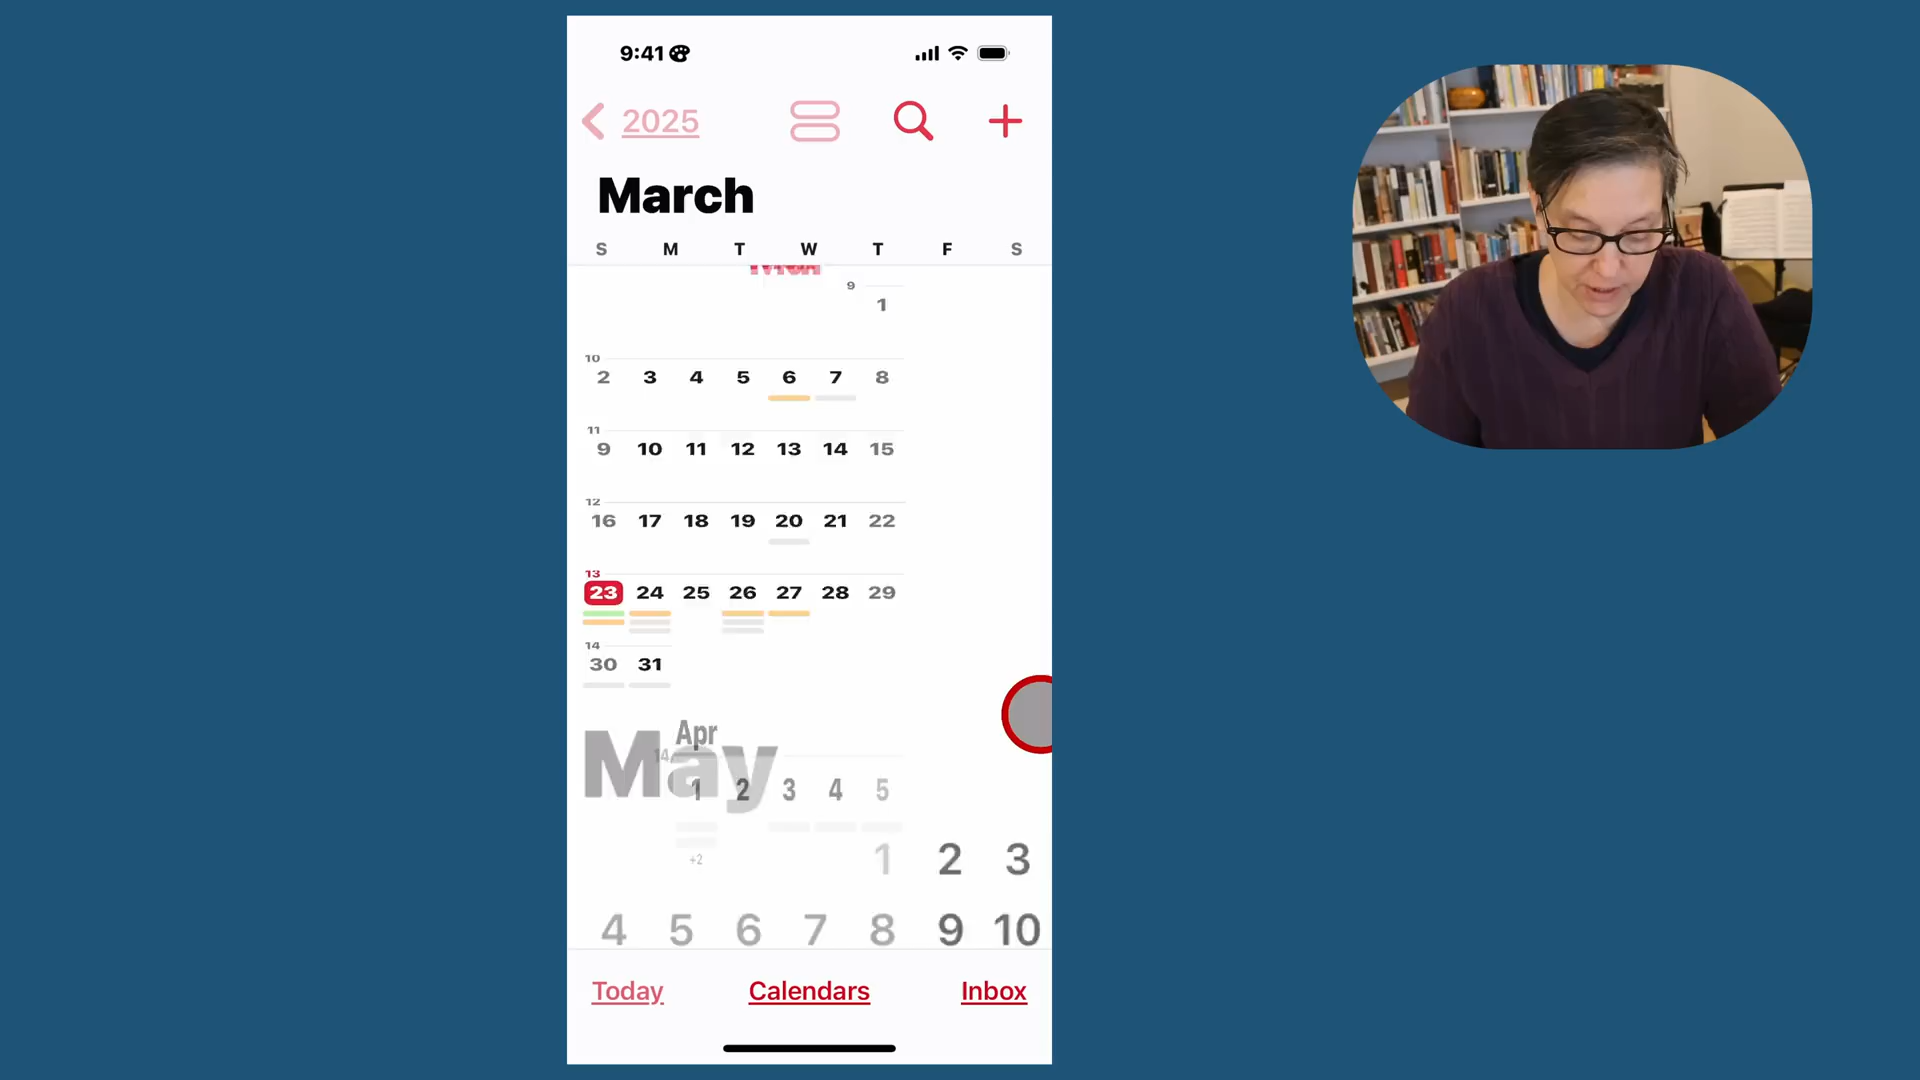 9:41
2025
March
S M T W T F S
9
1
10
2 3 4 5 6 7 8
11
9 10 11 12 13 14 15
12
16 17 18 19 20 21 22
13
23 24 25 26 27 28 29
14
30 31
Apr
May
14
1 2 3 4 5
+2
1 2 3
4 5 6 7 8 9 10
Today Calendars Inbox